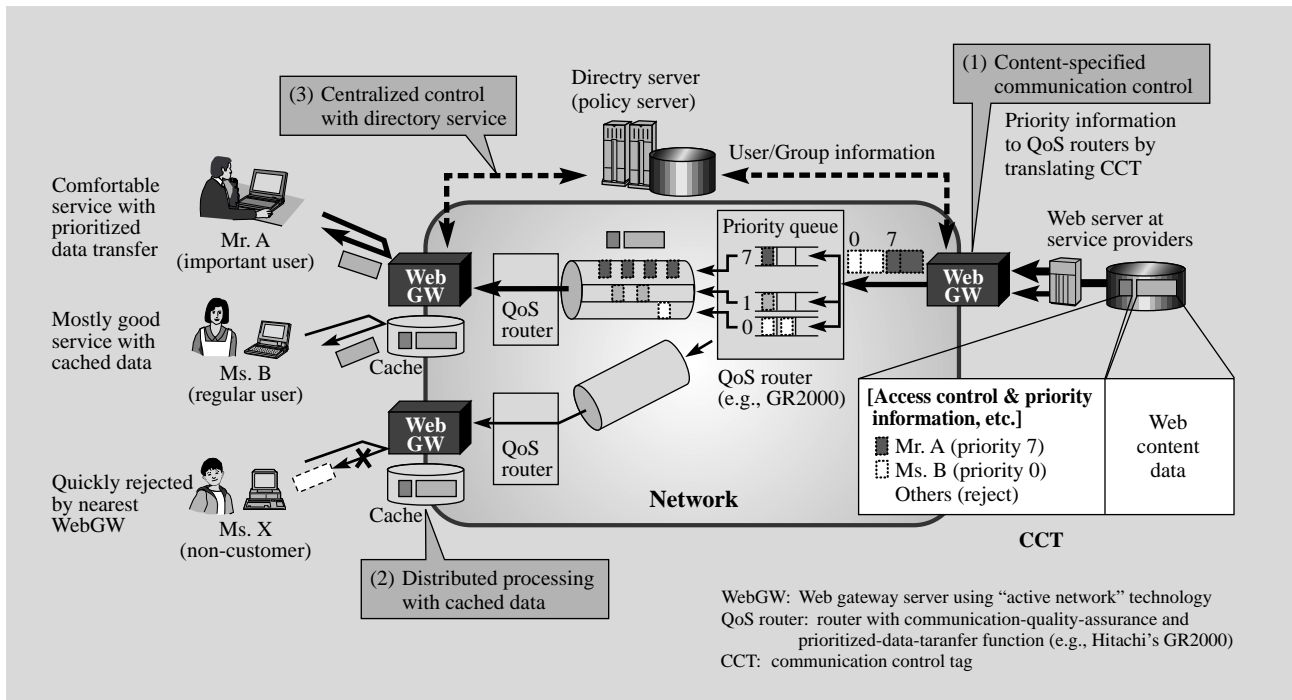 (1) Content-specified
communication control
Directry server
(policy server)
(3) Centralized control
with directory service
Priority information
to QoS routers by
translating CCT
User/Group information
Comfortable
service with
prioritized
data transfer
Mr. A
(important user)
Web server at
service providers
Priority queue
0 7
7
1
0
Web
GW
Web
GW
QoS
router
Mostly good
service with
cached data
Cache
Ms. B
(regular user)
QoS router
(e.g., GR2000)
[Access control & priority
information, etc.]
Mr. A (priority 7)
Ms. B (priority 0)
Others (reject)
Web
content
data
Web
GW
QoS
router
Quickly rejected
by nearest
WebGW
Network
Cache
Ms. X
(non-customer)
CCT
(2) Distributed processing
with cached data
WebGW: Web gateway server using “active network” technology
QoS router: router with communication-quality-assurance and
prioritized-data-taranfer function (e.g., Hitachi’s GR2000)
CCT: communication control tag